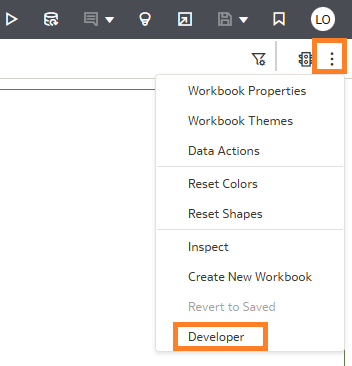 LO
Workbook Properties
Workbook Themes
Data Actions
Reset Colors
Reset Shapes
Inspect
Create New Workbook
Revert to Saved
Developer